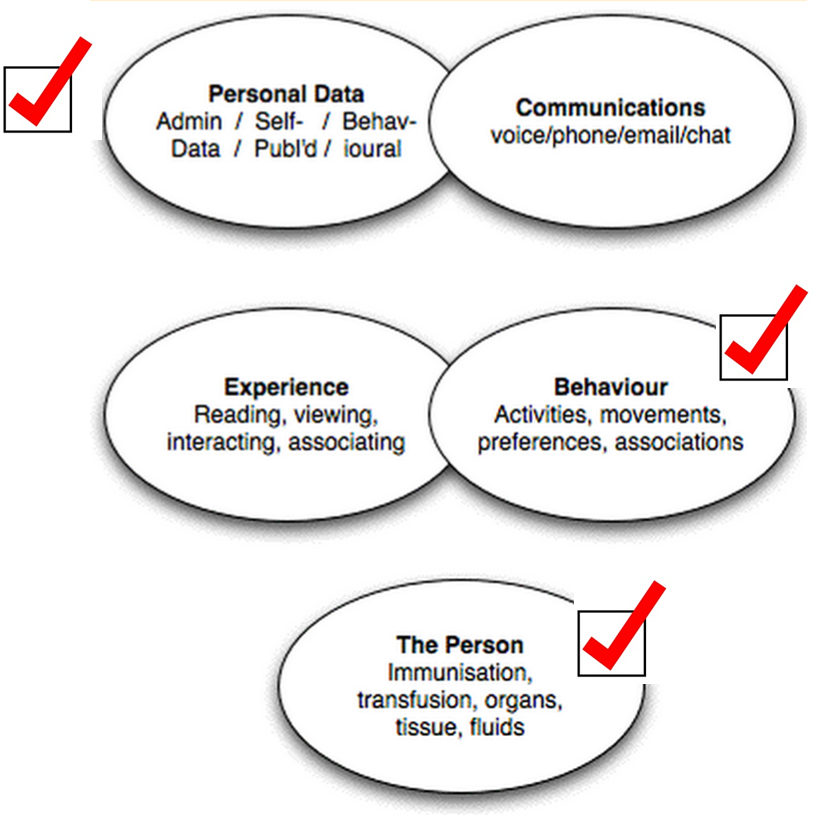 Personal Data
Admin / Self- / Behav-
Data / Publ'd / ioural
Communications
voice/phone/email/chat
Experience
Reading, viewing,
interacting, associating
Behaviour
Activities, movements,
preferences, associations
The Person
Immunisation,
transfusion, organs,
tissue, fluids